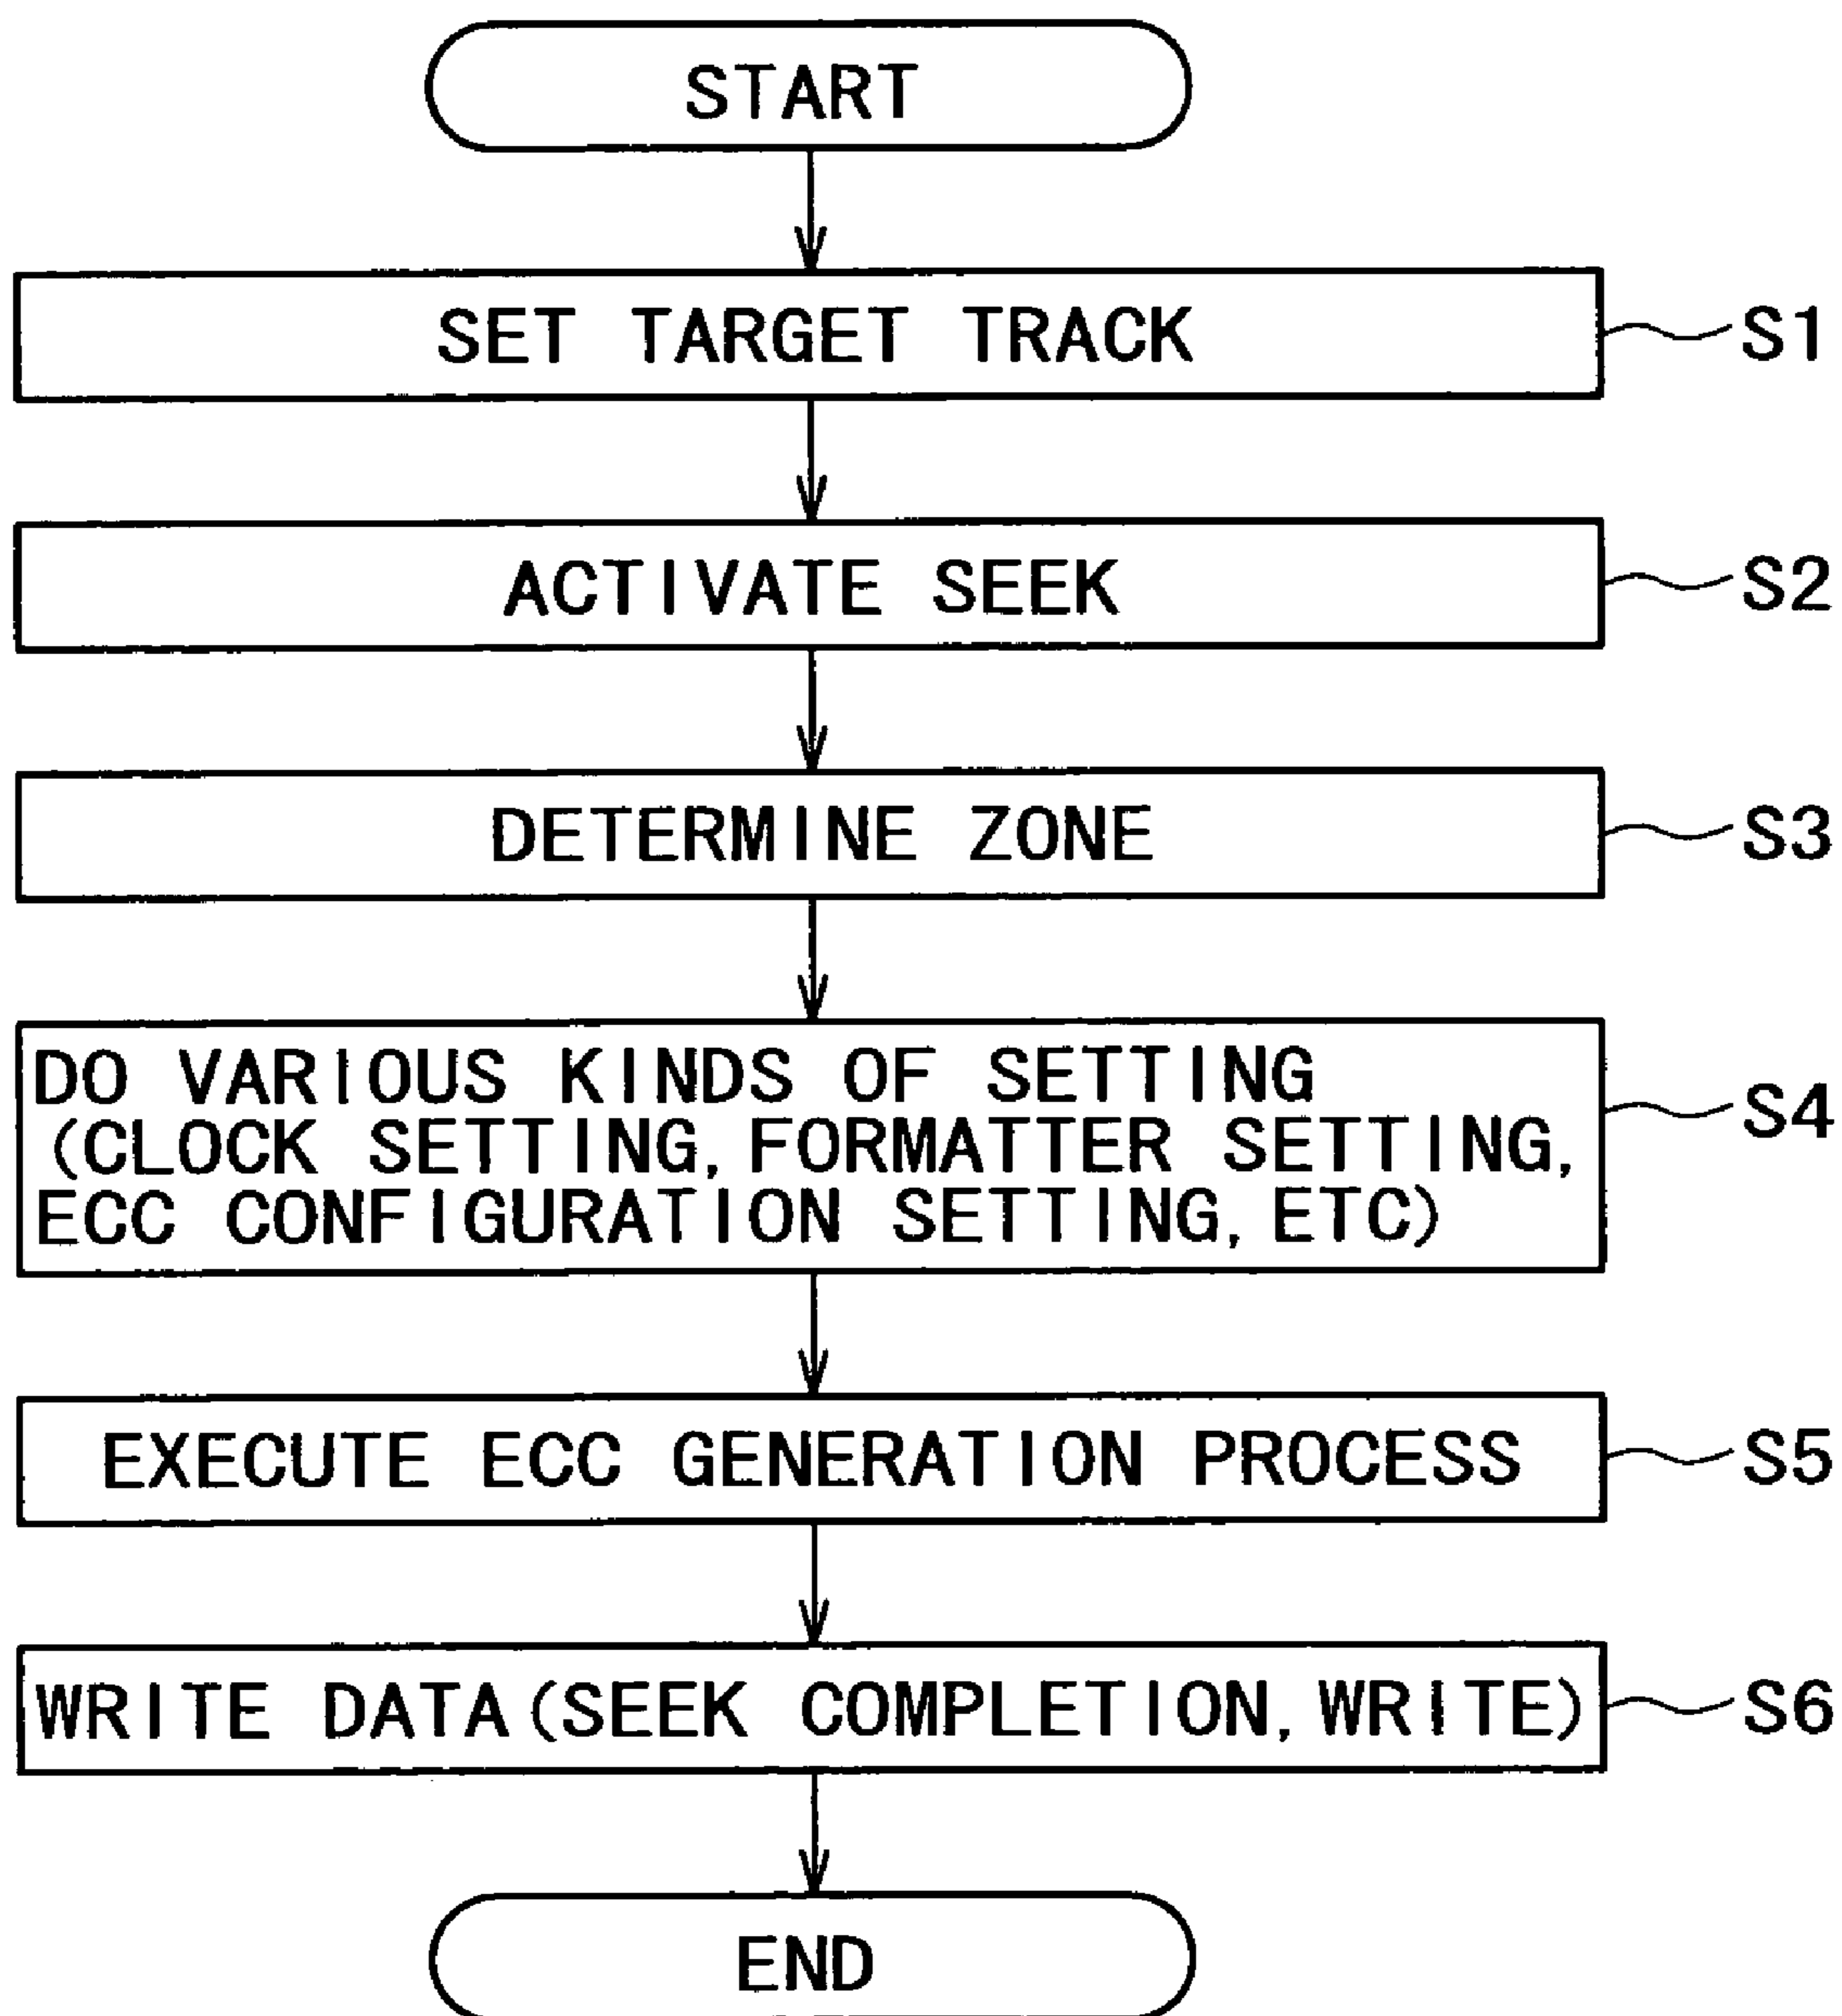 START
SET TARGET TRACK S1
ACTIVATE SEEK S2
DETERMINE ZONE S3
DO VARIOUS KINDS OF SETTING S4
(CLOCK SETTING, FORMATTER SETTING,
ECC CONFIGURATION SETTING, ETC)
EXECUTE ECC GENERATION PROCESS S5
WRITE DATA (SEEK COMPLETION, WRITE) S6
END